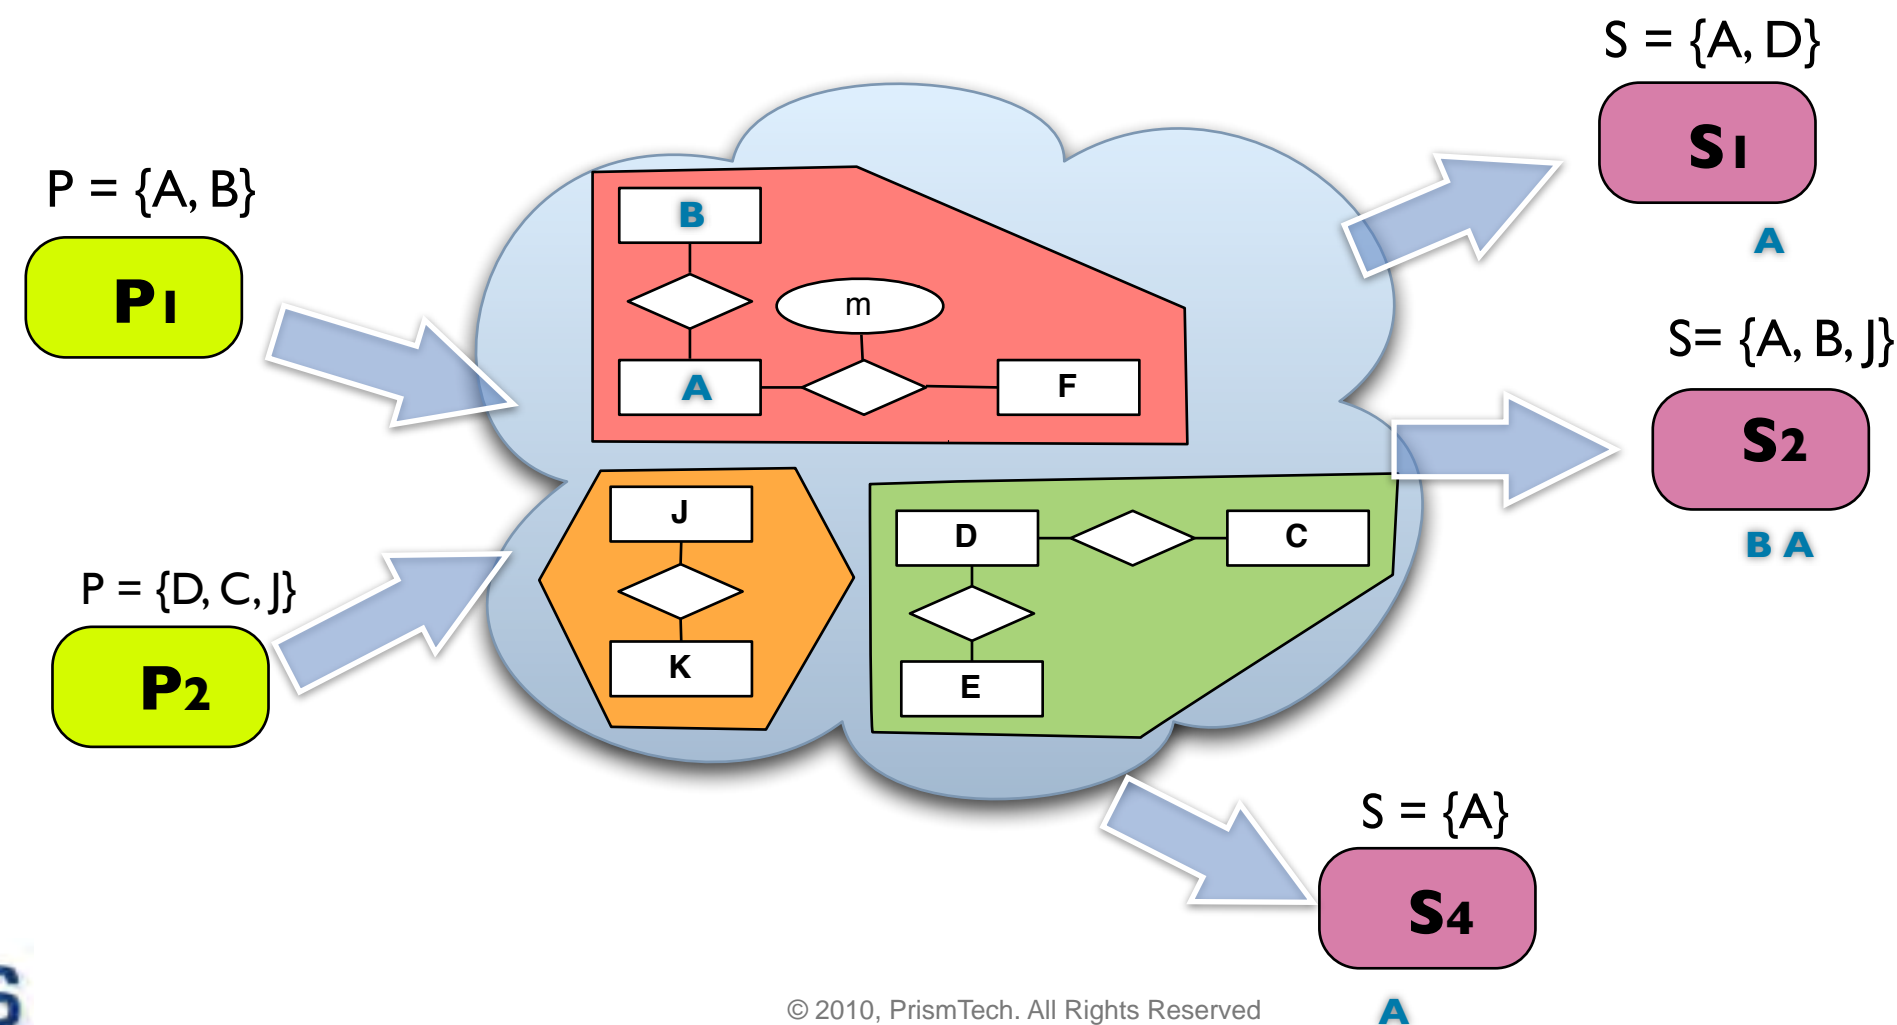 S = {A, D}
S1
A
P = {A, B}
P1
B
m
A
F
S= {A, B, J}
S2
B A
J
D
C
K
E
P = {D, C, J}
P2
S = {A}
S4
A
© 2010, PrismTech. All Rights Reserved